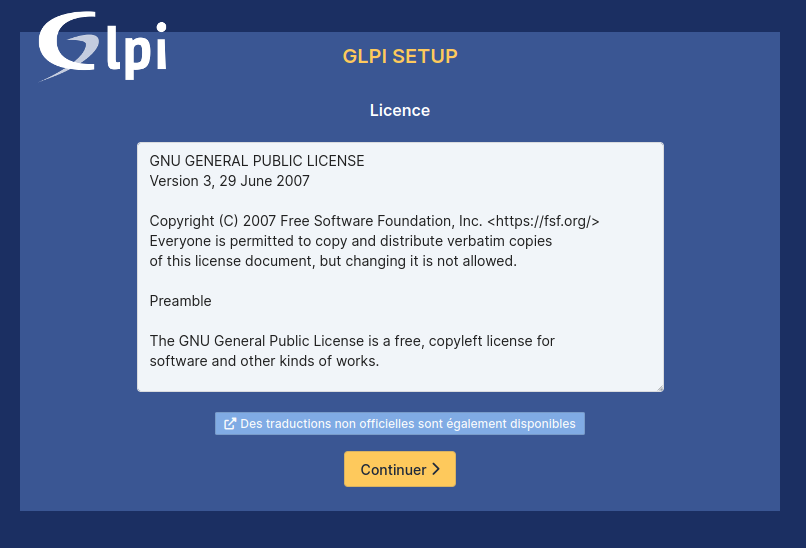 Glpi
GLPI SETUP
Licence
GNU GENERAL PUBLIC LICENSE
Version 3, 29 June 2007
Copyright (C) 2007 Free Software Foundation, Inc. <https://fsf.org/>
Everyone is permitted to copy and distribute verbatim copies
of this license document, but changing it is not allowed.
Preamble
The GNU General Public License is a free, copyleft license for
software and other kinds of works.
Des traductions non officielles sont également disponibles
Continuer